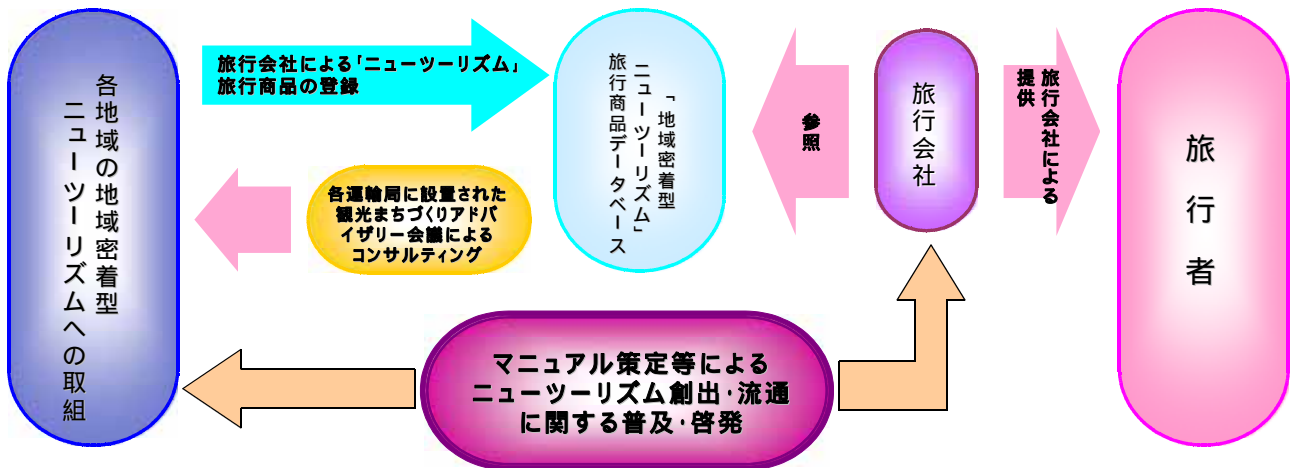 各地域の地域密着型
ニューツーリズムへの取組
旅行会社による「ニューツーリズム」
旅行商品の登録
各運輸局に設置された
観光まちづくりアドバ
イザリー会議による
コンサルティング
「地域密着型
ニューツーリズム」
旅行商品データベース
参照
旅行会社
旅行会社による
提供
旅行者
マニュアル策定等による
ニューツーリズム創出・流通
に関する普及・啓発